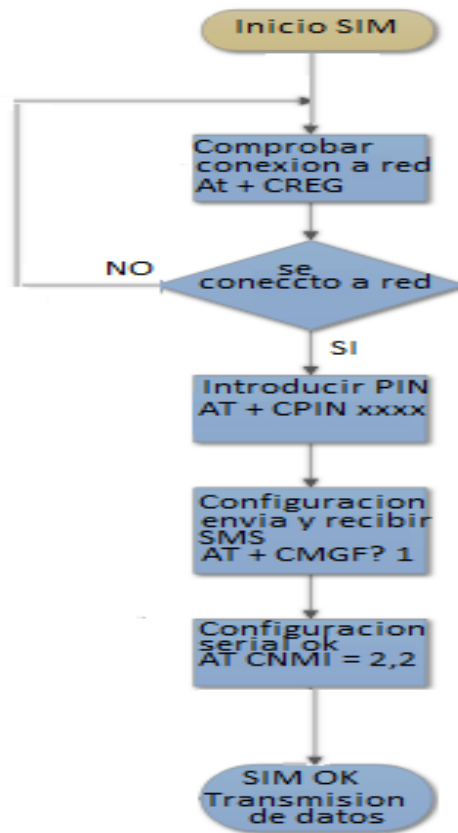 Inicio SIM
Comprobar
conexion a red
At + CREG
se
coneccto a red
NO
SI
Introducir PIN
AT + CPIN xxxx
Configuracion
envia y recibir
SMS
AT + CMGF? 1
Configuracion
serial ok
AT CNMI = 2,2
SIM OK
Transmision
de datos